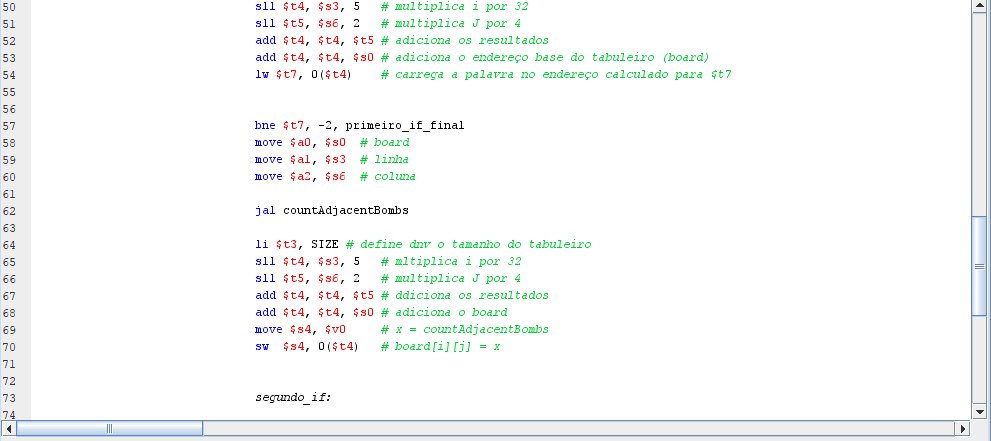 50 sll $t4, $s3, 5 # multiplica i por 32
51 sll $t5, $s6, 2 # multiplica J por 4
52 add $t4, $t4, $t5 # adiciona os resultados
53 add $t4, $t4, $s0 # adiciona o endereço base do tabuleiro (board)
54 lw $t7, 0($t4) # carrega a palavra no endereço calculado para $t7
55
56
57 bne $t7, -2, primeiro_if_final
58 move $a0, $s0 # board
59 move $a1, $s3 # linha
60 move $a2, $s6 # coluna
61
62 jal countAdjacentBombs
63
64 li $t3, SIZE # define dnv o tamanho do tabuleiro
65 sll $t4, $s3, 5 # mltiplica i por 32
66 sll $t5, $s6, 2 # multiplica J por 4
67 add $t4, $t4, $t5 # ddiciona os resultados
68 add $t4, $t4, $s0 # adiciona o board
69 move $s4, $v0 # x = countAdjacentBombs
70 sw $s4, 0($t4) # board[i][j] = x
71
72
73 segundo_if:
74